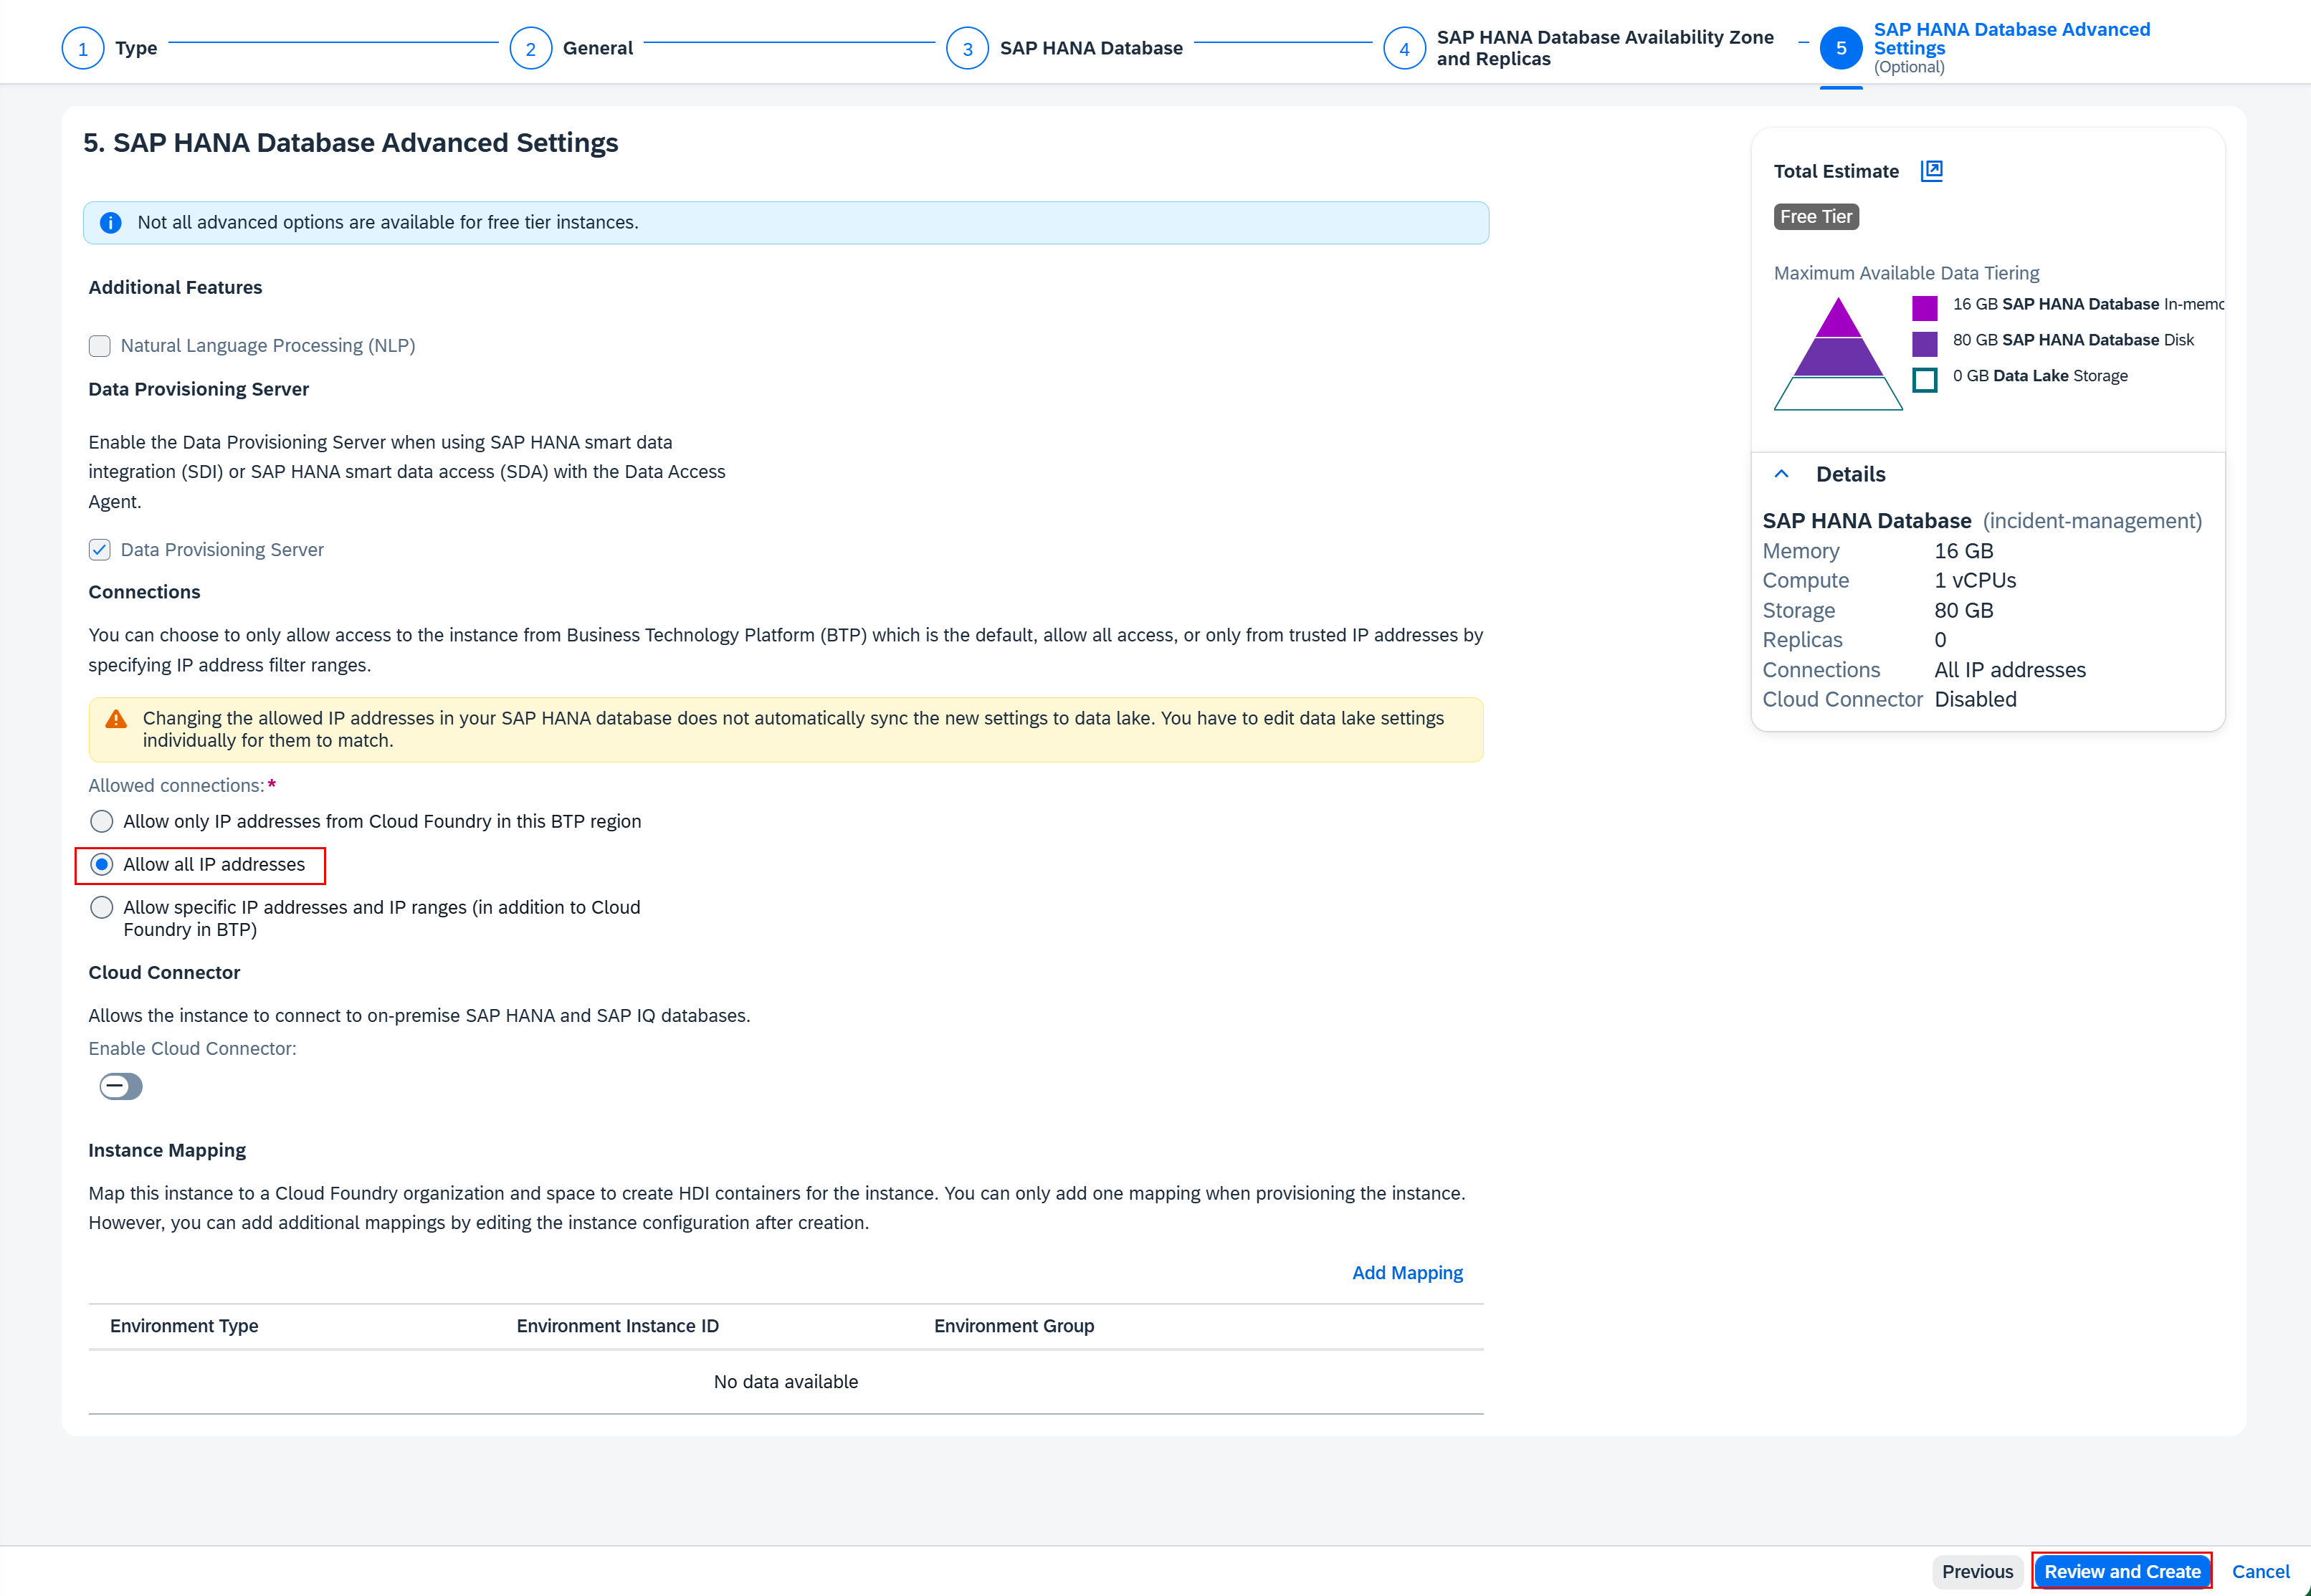 1 Type
2 General
3 SAP HANA Database
4 SAP HANA Database Availability Zone
and Replicas
5 SAP HANA Database Advanced
Settings
(Optional)
5. SAP HANA Database Advanced Settings
Not all advanced options are available for free tier instances.
Additional Features
Natural Language Processing (NLP)
Data Provisioning Server
Enable the Data Provisioning Server when using SAP HANA smart data
integration (SDI) or SAP HANA smart data access (SDA) with the Data Access
Agent.
Data Provisioning Server
Connections
You can choose to only allow access to the instance from Business Technology Platform (BTP) which is the default, allow all access, or only from trusted IP addresses by
specifying IP address filter ranges.
Changing the allowed IP addresses in your SAP HANA database does not automatically sync the new settings to data lake. You have to edit data lake settings
individually for them to match.
Allowed connections:*
Allow only IP addresses from Cloud Foundry in this BTP region
Allow all IP addresses
Allow specific IP addresses and IP ranges (in addition to Cloud
Foundry in BTP)
Cloud Connector
Allows the instance to connect to on-premise SAP HANA and SAP IQ databases.
Enable Cloud Connector:
Instance Mapping
Map this instance to a Cloud Foundry organization and space to create HDI containers for the instance. You can only add one mapping when provisioning the instance.
However, you can add additional mappings by editing the instance configuration after creation.
Add Mapping
Environment Type Environment Instance ID Environment Group
No data available
Total Estimate
Free Tier
Maximum Available Data Tiering
16 GB SAP HANA Database In-memo
80 GB SAP HANA Database Disk
0 GB Data Lake Storage
Details
SAP HANA Database (incident-management)
Memory 16 GB
Compute 1 vCPUs
Storage 80 GB
Replicas 0
Connections All IP addresses
Cloud Connector Disabled
Previous Review and Create Cancel